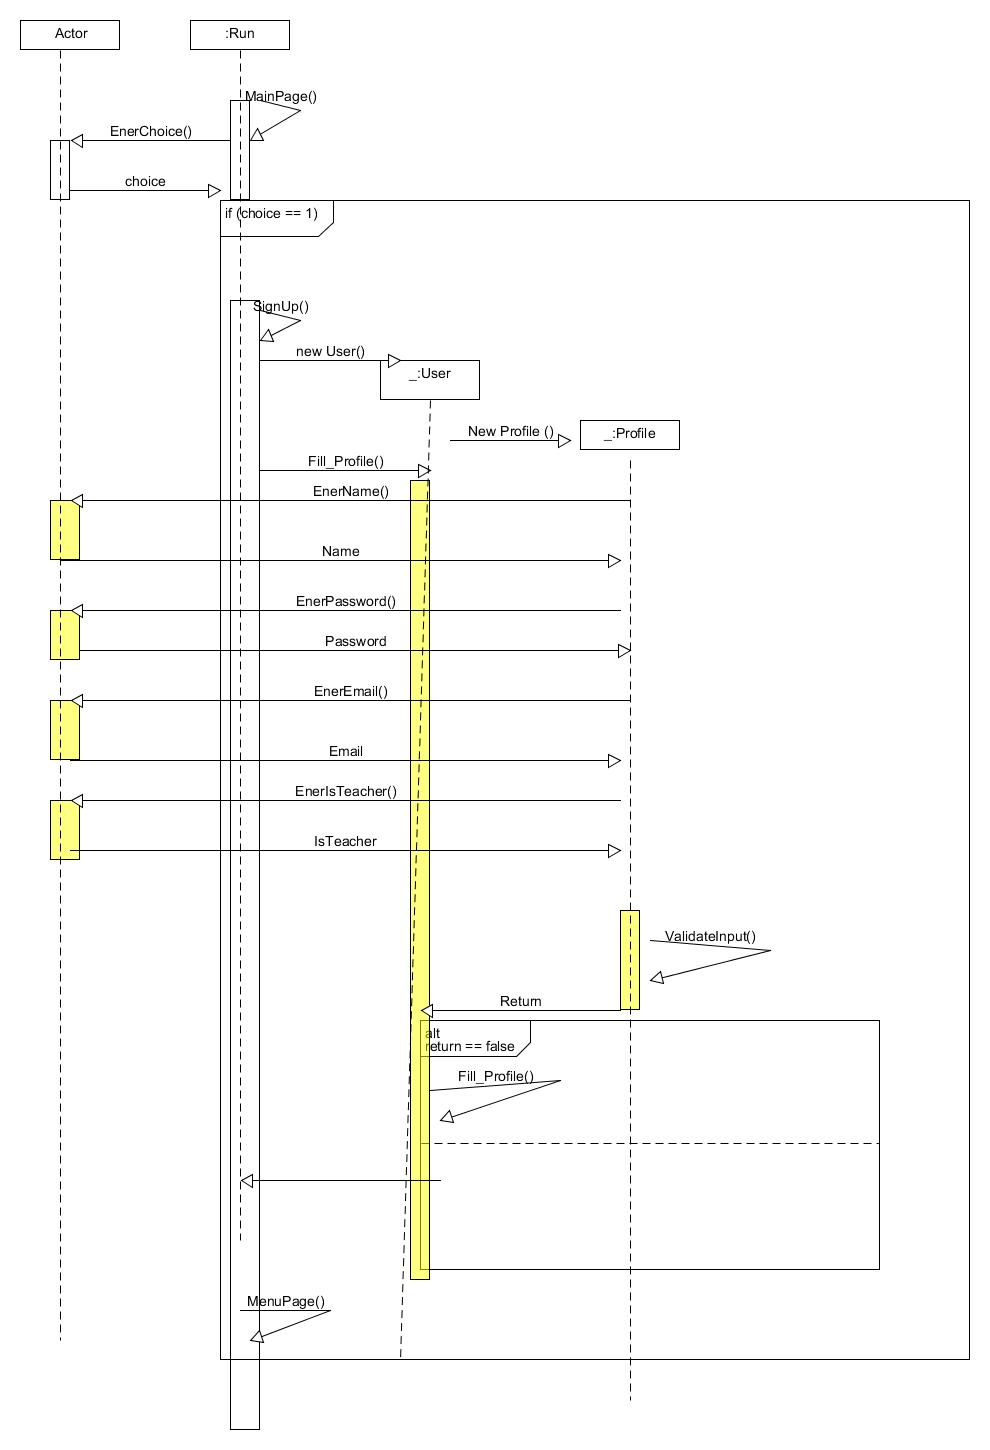 Actor
:Run
MainPage()
EnerChoice()
choice
if (choice == 1)
SignUp()
new User()
_:User
New Profile ()
_:Profile
Fill_Profile()
EnerName()
Name
EnerPassword()
Password
EnerEmail()
Email
EnerIsTeacher()
IsTeacher
ValidateInput()
Return
alt
return == false
Fill_Profile()
MenuPage()